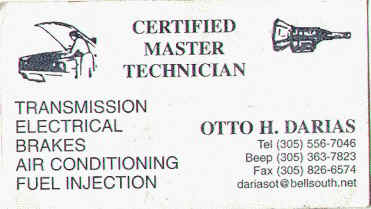 CERTIFIED
MASTER
TECHNICIAN
TRANSMISSION
ELECTRICAL
BRAKES
AIR CONDITIONING
FUEL INJECTION
OTTO H. DARIAS
Tel (305) 556-7046
Beep (305) 363-7823
Fax (305) 826-6574
dariasot@bellsouth.net